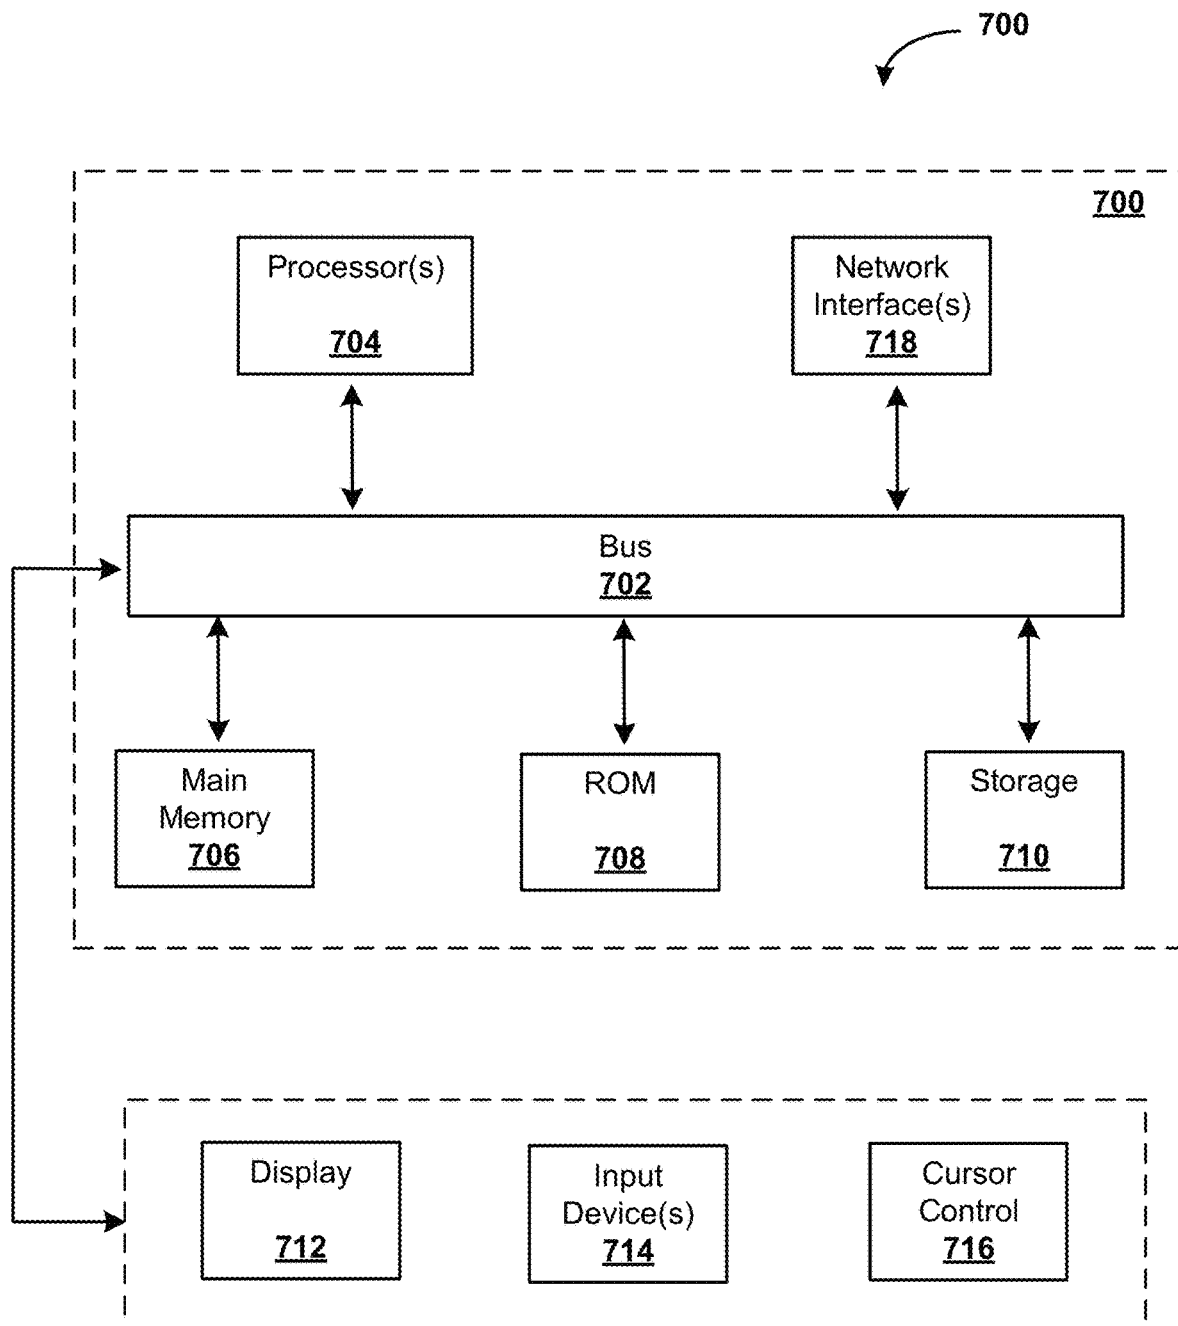 700
700
Processor(s)
704
Network
Interface(s)
718
Bus
702
Main
Memory
706
ROM
708
Storage
710
Display
712
Input
Device(s)
714
Cursor
Control
716